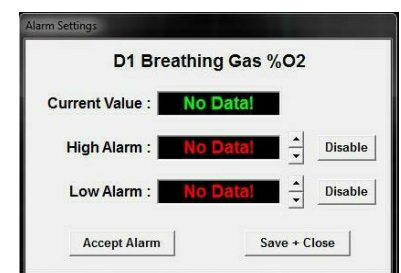 Alarm Settings
D1 Breathing Gas %O2
Current Value : No Data!
High Alarm : No Data! Disable
Low Alarm : No Data! Disable
Accept Alarm Save + Close